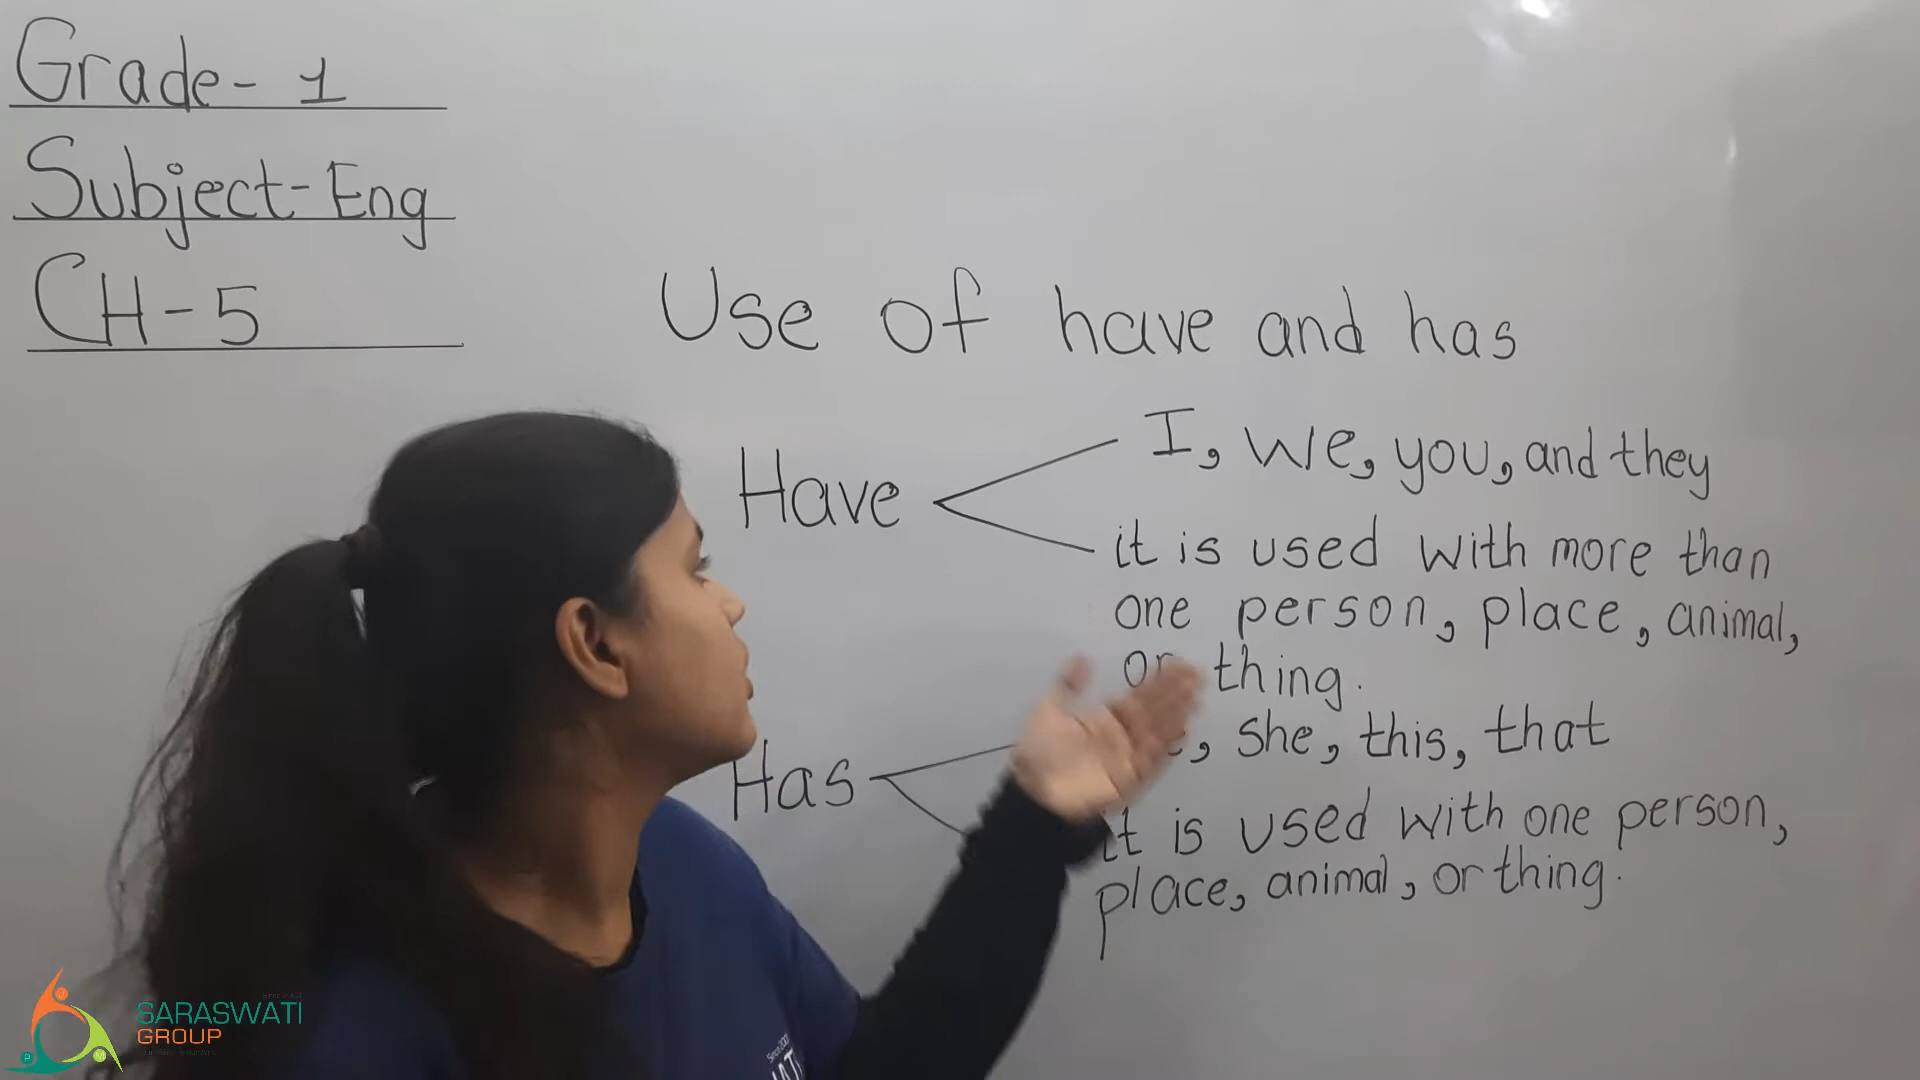 Grade- 1
Subject-Eng
CH-5
Use of have and has
Have
I, we, you, and they
it is used with more than
one person, place, animal,
or thing.
Has
she, this, that
it is used with one person,
place, animal, or thing.
SARASWATI
GROUP